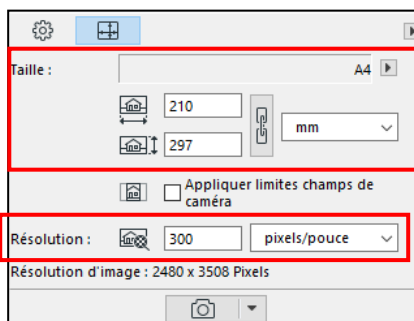 Taille :
A4
210
297
mm
Appliquer limites champs de
caméra
Résolution :
300
pixels/pouce
Résolution d'image : 2480 x 3508 Pixels